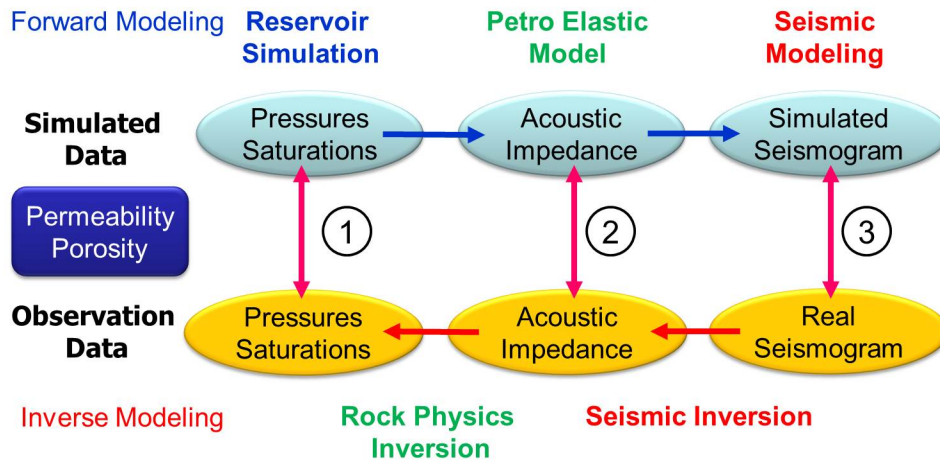 Forward Modeling
Reservoir
Simulation
Petro Elastic
Model
Seismic
Modeling
Simulated
Data
Pressures
Saturations
Acoustic
Impedance
Simulated
Seismogram
Permeability
Porosity
1
2
3
Observation
Data
Pressures
Saturations
Acoustic
Impedance
Real
Seismogram
Inverse Modeling
Rock Physics
Inversion
Seismic Inversion